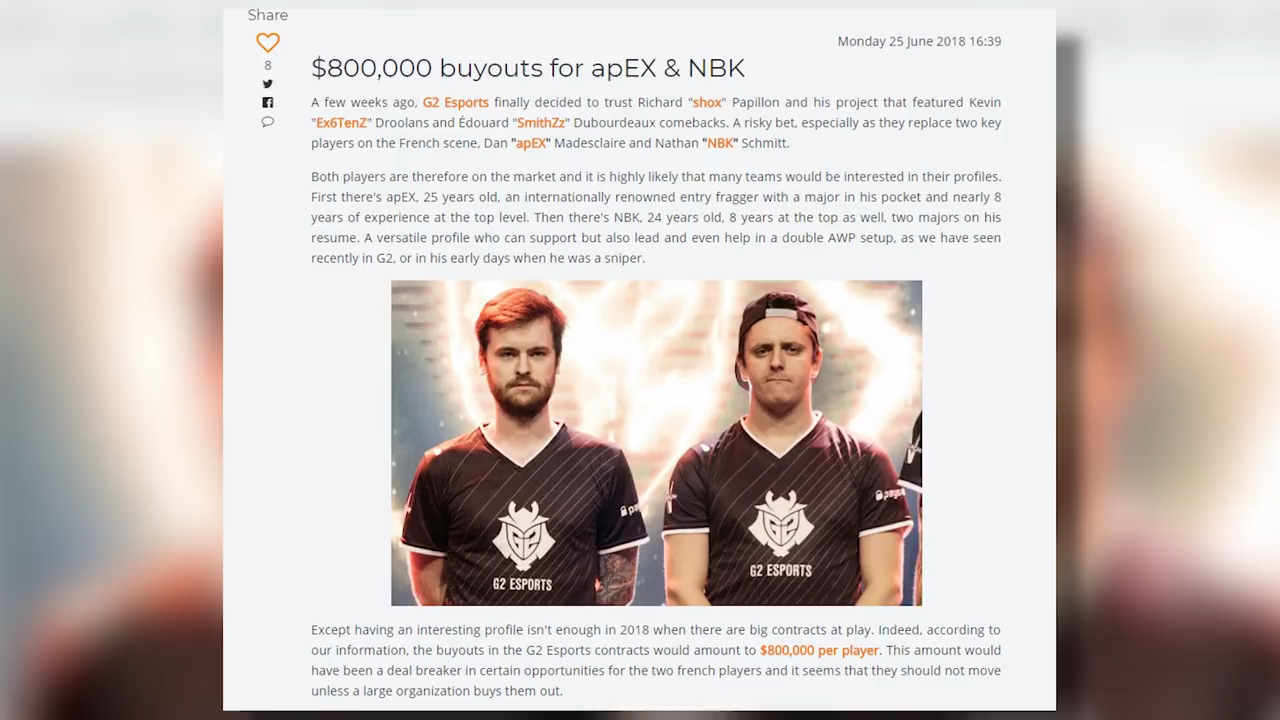 Share
8
Monday 25 June 2018 16:39
$800,000 buyouts for apEX & NBK
A few weeks ago, G2 Esports finally decided to trust Richard "shox" Papillon and his project that featured Kevin
"Ex6TenZ" Droolans and Édouard "SmithZz" Dubourdeaux comebacks. A risky bet, especially as they replace two key
players on the French scene, Dan "apEX" Madesclaire and Nathan "NBK" Schmitt.
Both players are therefore on the market and it is highly likely that many teams would be interested in their profiles.
First there's apEX, 25 years old, an internationally renowned entry fragger with a major in his pocket and nearly 8
years of experience at the top level. Then there's NBK, 24 years old, 8 years at the top as well, two majors on his
resume. A versatile profile who can support but also lead and even help in a double AWP setup, as we have seen
recently in G2, or in his early days when he was a sniper.
G2 ESPORTS
G2 ESPORTS
Except having an interesting profile isn't enough in 2018 when there are big contracts at play. Indeed, according to
our information, the buyouts in the G2 Esports contracts would amount to $800,000 per player. This amount would
have been a deal breaker in certain opportunities for the two french players and it seems that they should not move
unless a large organization buys them out.